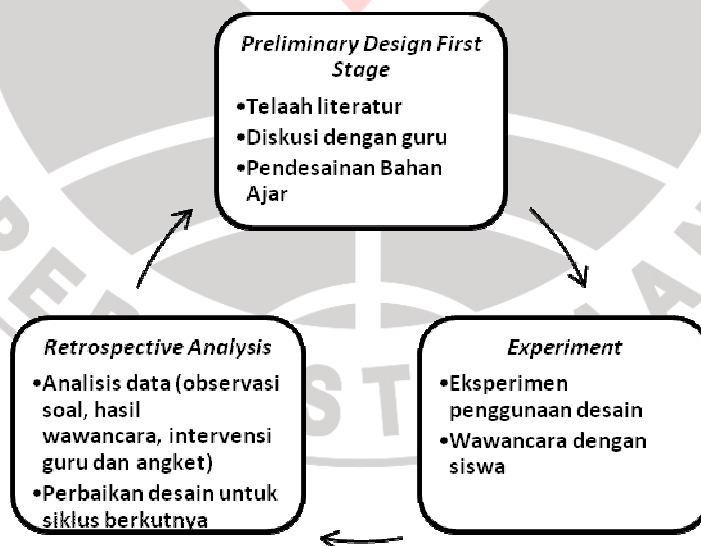 Preliminary Design First
Stage
•Telaah literatur
•Diskusi dengan guru
•Pendesainan Bahan
Ajar
Retrospective Analysis
•Analisis data (observasi
soal, hasil
wawancara, intervensi
guru dan angket)
•Perbaikan desain untuk
siklus berkutnya
Experiment
•Eksperimen
penggunaan desain
•Wawancara dengan
siswa